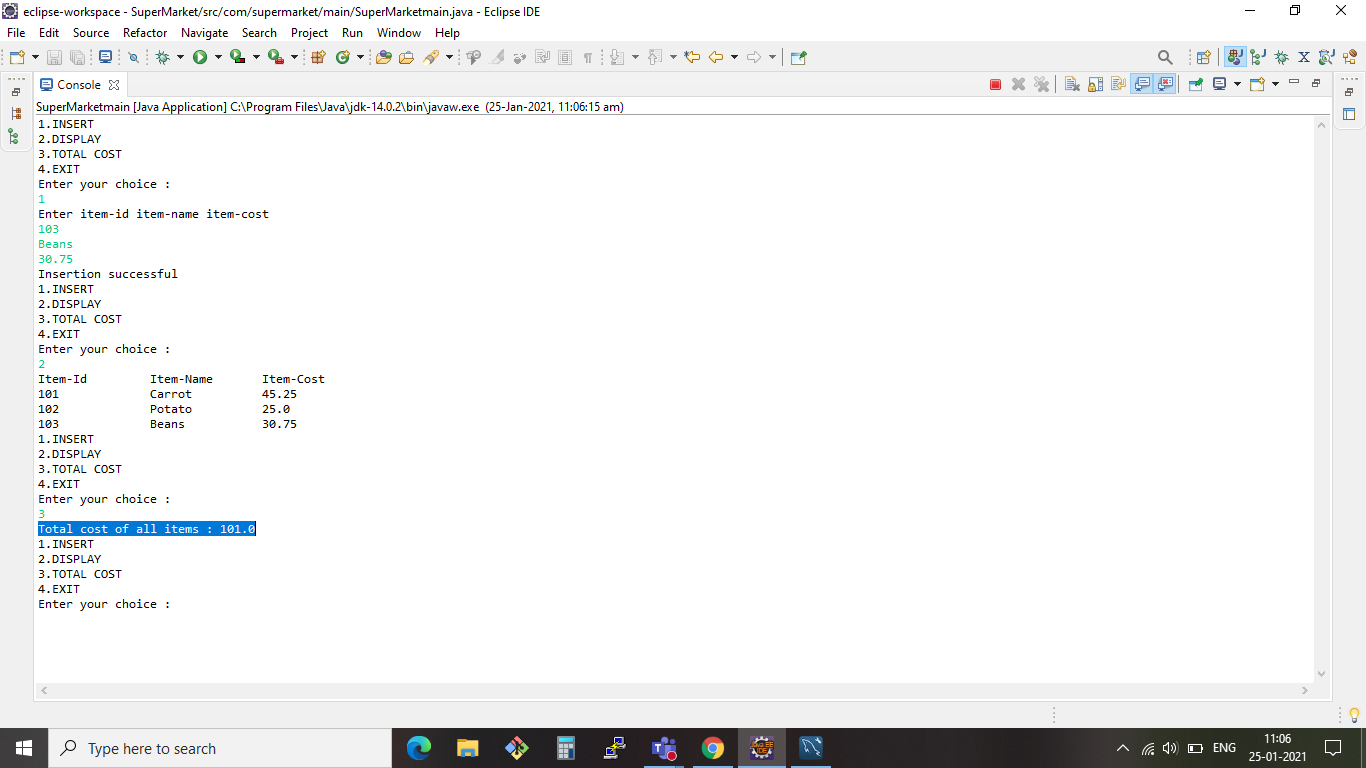 eclipse-workspace - SuperMarket/src/com/supermarket/main/SuperMarketmain.java - Eclipse IDE
File Edit Source Refactor Navigate Search Project Run Window Help
Console
SuperMarketmain [Java Application] C:\Program Files\Java\jdk-14.0.2\bin\javaw.exe (25-Jan-2021, 11:06:15 am)
1.INSERT
2.DISPLAY
3.TOTAL COST
4.EXIT
Enter your choice :
1
Enter item-id item-name item-cost
103
Beans
30.75
Insertion successful
1.INSERT
2.DISPLAY
3.TOTAL COST
4.EXIT
Enter your choice :
2
Item-Id Item-Name Item-Cost
101 Carrot 45.25
102 Potato 25.0
103 Beans 30.75
1.INSERT
2.DISPLAY
3.TOTAL COST
4.EXIT
Enter your choice :
3
Total cost of all items : 101.0
1.INSERT
2.DISPLAY
3.TOTAL COST
4.EXIT
Enter your choice :
Type here to search
ENG
11:06
25-01-2021